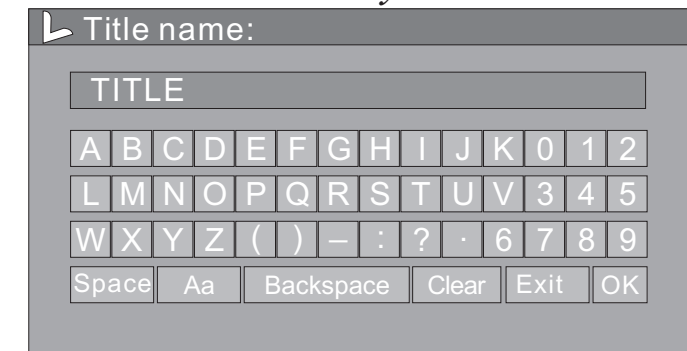 Title name:
TITLE
A B C D E F G H I J K 0 1 2
L M N O P Q R S T U V 3 4 5
W X Y Z ( ) – : ? · 6 7 8 9
Space Aa Backspace Clear Exit OK